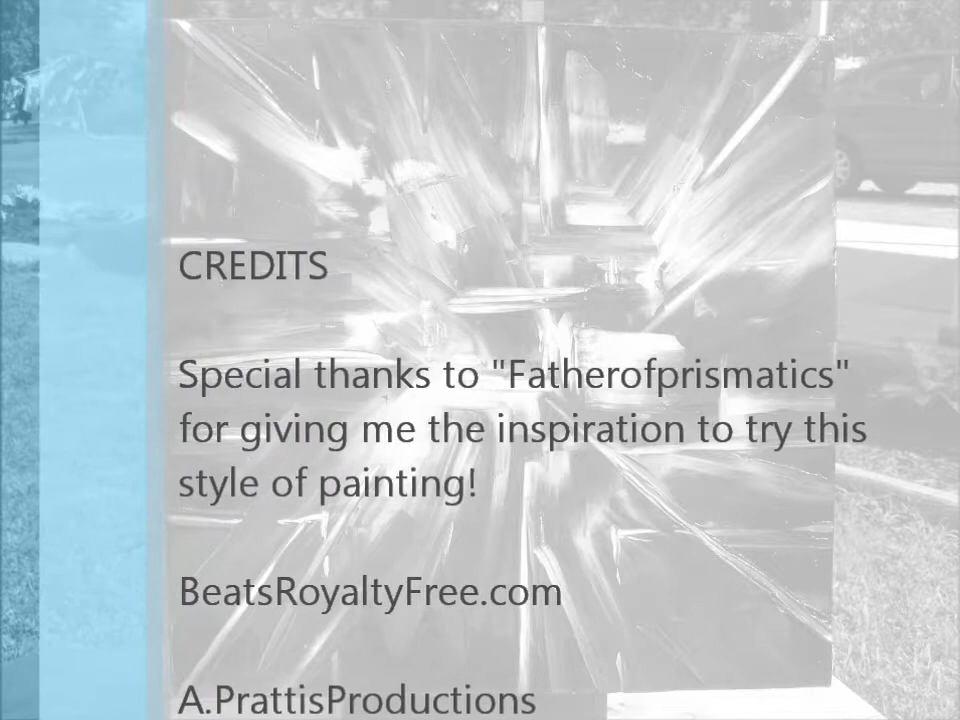 CREDITS
Special thanks to "Fatherofprismatics"
for giving me the inspiration to try this
style of painting!
BeatsRoyaltyFree.com
A.PrattisProductions